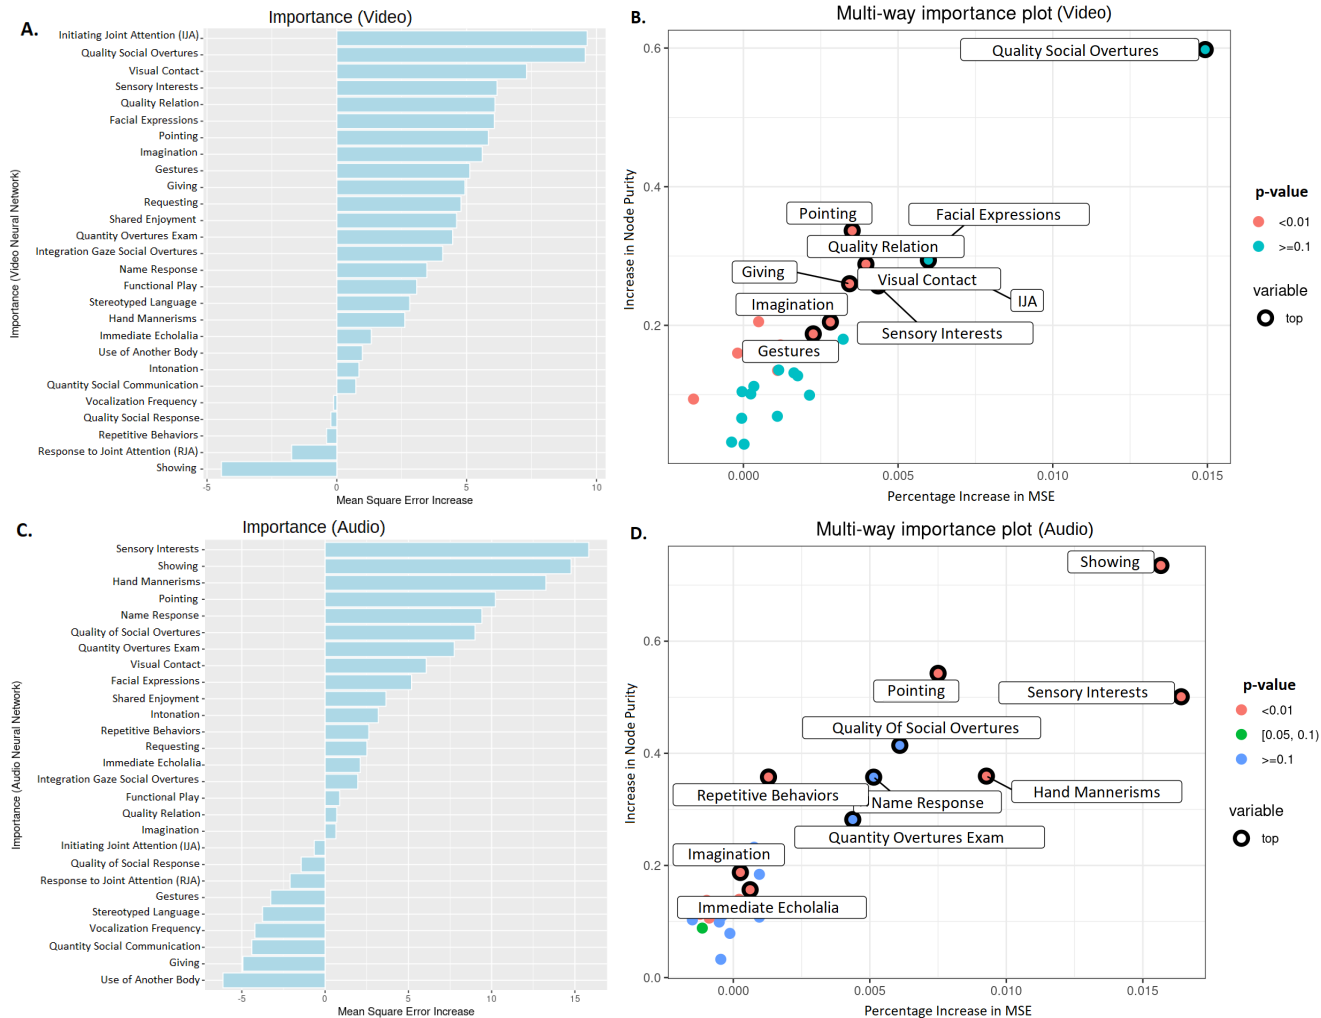 A.
Importance (Video)
Importance (Video Neural Network)
Initiating Joint Attention (IJA)
Quality Social Overtures
Visual Contact
Sensory Interests
Quality Relation
Facial Expressions
Pointing
Imagination
Gestures
Giving
Requesting
Shared Enjoyment
Quantity Overtures Exam
Integration Gaze Social Overtures
Name Response
Functional Play
Stereotyped Language
Hand Mannerisms
Immediate Echolalia
Use of Another Body
Intonation
Quantity Social Communication
Vocalization Frequency
Quality Social Response
Repetitive Behaviors
Response to Joint Attention (RJA)
Showing
-5 0 5 10
Mean Square Error Increase
B.
Multi-way importance plot (Video)
Increase in Node Purity
0.6
0.4
0.2
Quality Social Overtures
Pointing
Facial Expressions
Quality Relation
Giving
Visual Contact
IJA
Imagination
Sensory Interests
Gestures
0.000 0.005 0.010 0.015
Percentage Increase in MSE
p-value
<0.01
>=0.1
variable
top
C.
Importance (Audio)
Importance (Audio Neural Network)
Sensory Interests
Showing
Hand Mannerisms
Pointing
Name Response
Quality of Social Overtures
Quantity Overtures Exam
Visual Contact
Facial Expressions
Shared Enjoyment
Intonation
Repetitive Behaviors
Requesting
Immediate Echolalia
Integration Gaze Social Overtures
Functional Play
Quality Relation
Imagination
Initiating Joint Attention (IJA)
Quality of Social Response
Response to Joint Attention (RJA)
Gestures
Stereotyped Language
Vocalization Frequency
Quantity Social Communication
Giving
Use of Another Body
-5 0 5 10 15
Mean Square Error Increase
D.
Multi-way importance plot (Audio)
Increase in Node Purity
0.6
0.4
0.2
0.0
Showing
Pointing
Sensory Interests
Quality Of Social Overtures
Repetitive Behaviors
Name Response
Hand Mannerisms
Quantity Overtures Exam
Imagination
Immediate Echolalia
0.000 0.005 0.010 0.015
Percentage Increase in MSE
p-value
<0.01
[0.05, 0.1)
>=0.1
variable
top